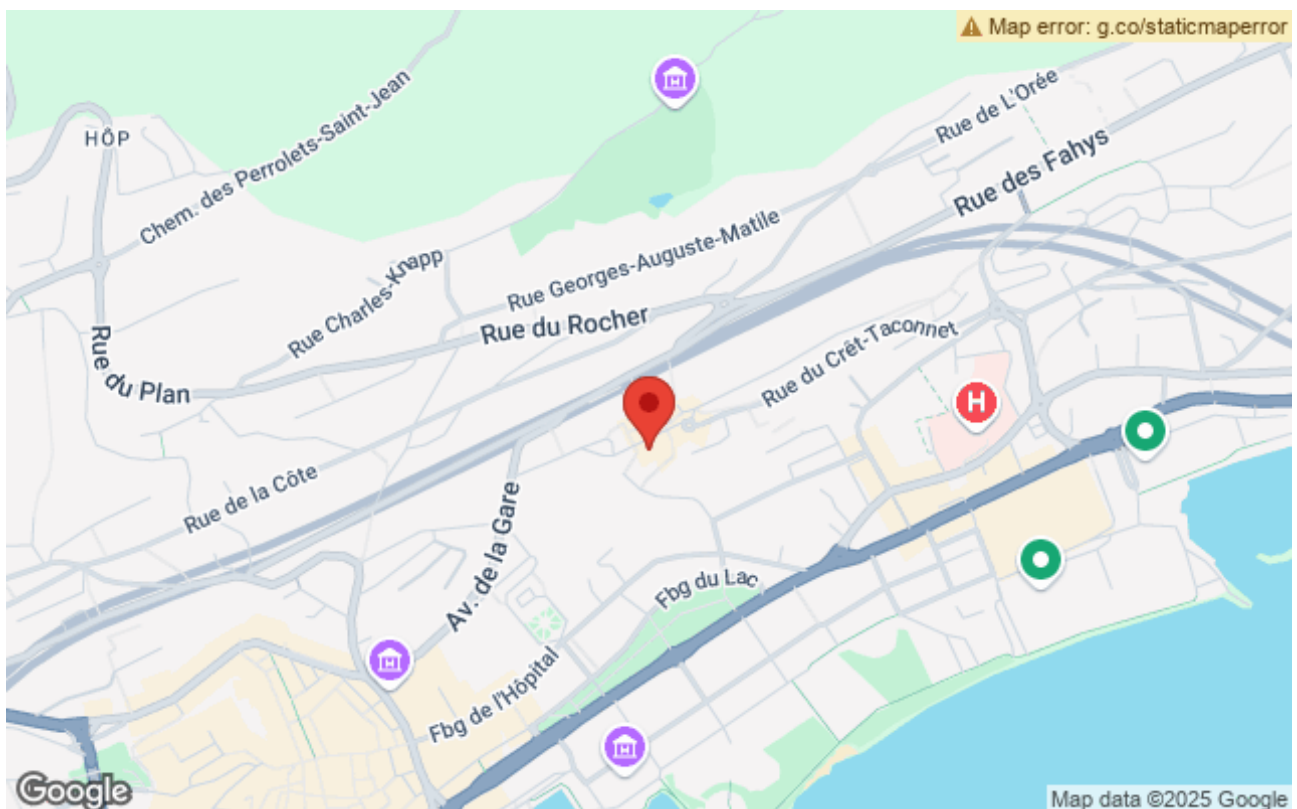 Map error: g.co/staticmaperror
HÔP
Chem. des Perrolets-Saint-Jean
H
Rue de L'Orée
Rue des Fahys
Rue Charles-Knapp
Rue Georges-Auguste-Matile
Rue du Rocher
Rue du Plan
Rue du Crêt-Taconnet
H
Rue de la Côte
Av. de la Gare
Fbg du Lac
Fbg de l'Hôpital
Google
Map data ©2025 Google